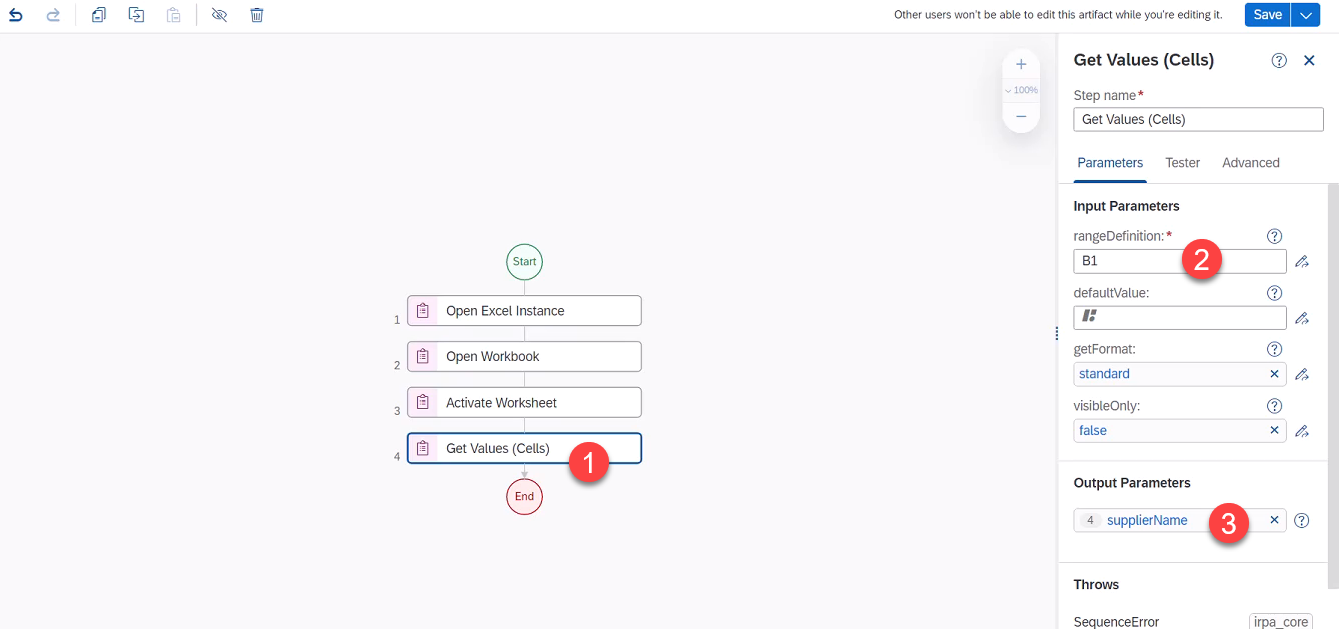 Other users won't be able to edit this artifact while you're editing it.
Save
100%
Start
1 Open Excel Instance
2 Open Workbook
3 Activate Worksheet
4 Get Values (Cells)
1
End
Get Values (Cells)
Step name*
Get Values (Cells)
Parameters Tester Advanced
Input Parameters
rangeDefinition:*
B1
2
defaultValue:
getFormat:
standard
visibleOnly:
false
Output Parameters
4 supplierName
3
Throws
SequenceError irpa_core